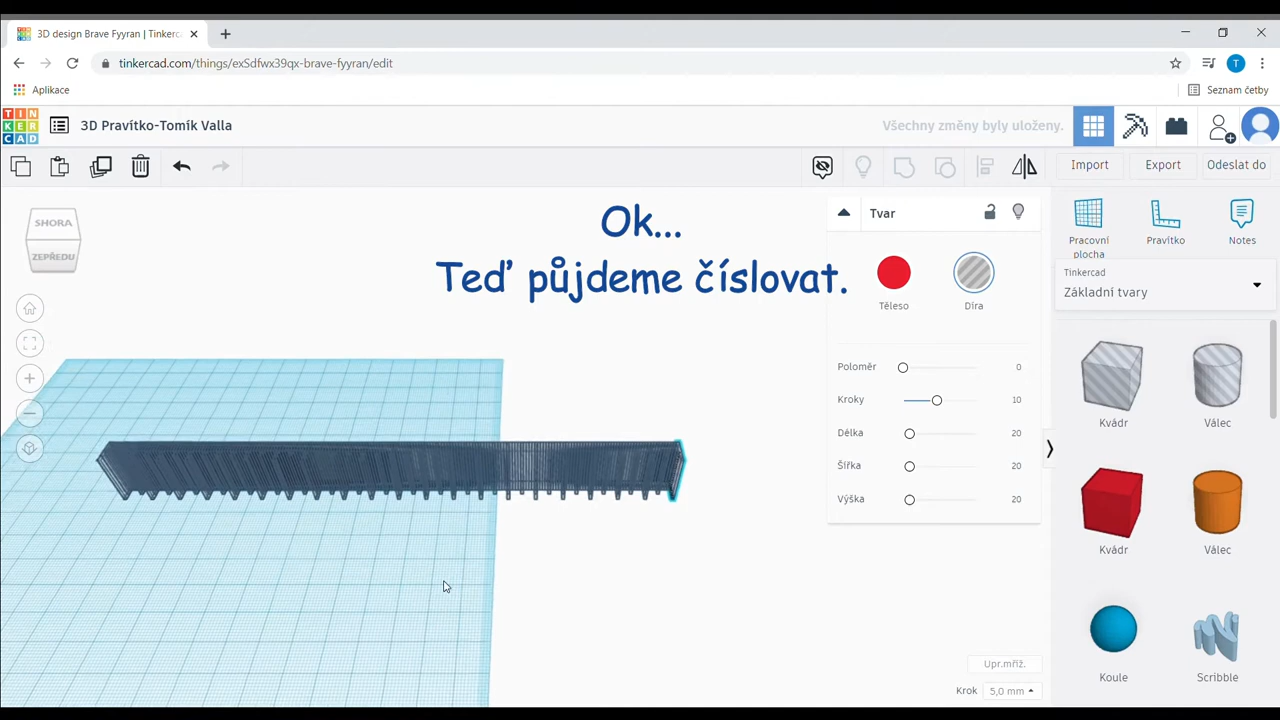 3D design Brave Fyyran | Tinkerc
tinkercad.com/things/exSdfwx39qx-brave-fyyran/edit
T
Aplikace
Seznam četby
TIN
KER
CAD
3D Pravítko-Tomík Valla
Všechny změny byly uloženy.
Import
Export
Odeslat do
SHORA
ZEPŘEDU
Ok...
Teď půjdeme číslovat.
Tvar
Těleso
Díra
Poloměr
0
Kroky
10
Délka
20
Šířka
20
Výška
20
Pracovní
plocha
Pravítko
Notes
Tinkercad
Základní tvary
Kvádr
Válec
Kvádr
Válec
Koule
Scribble
Upr.mříž.
Krok
5,0 mm